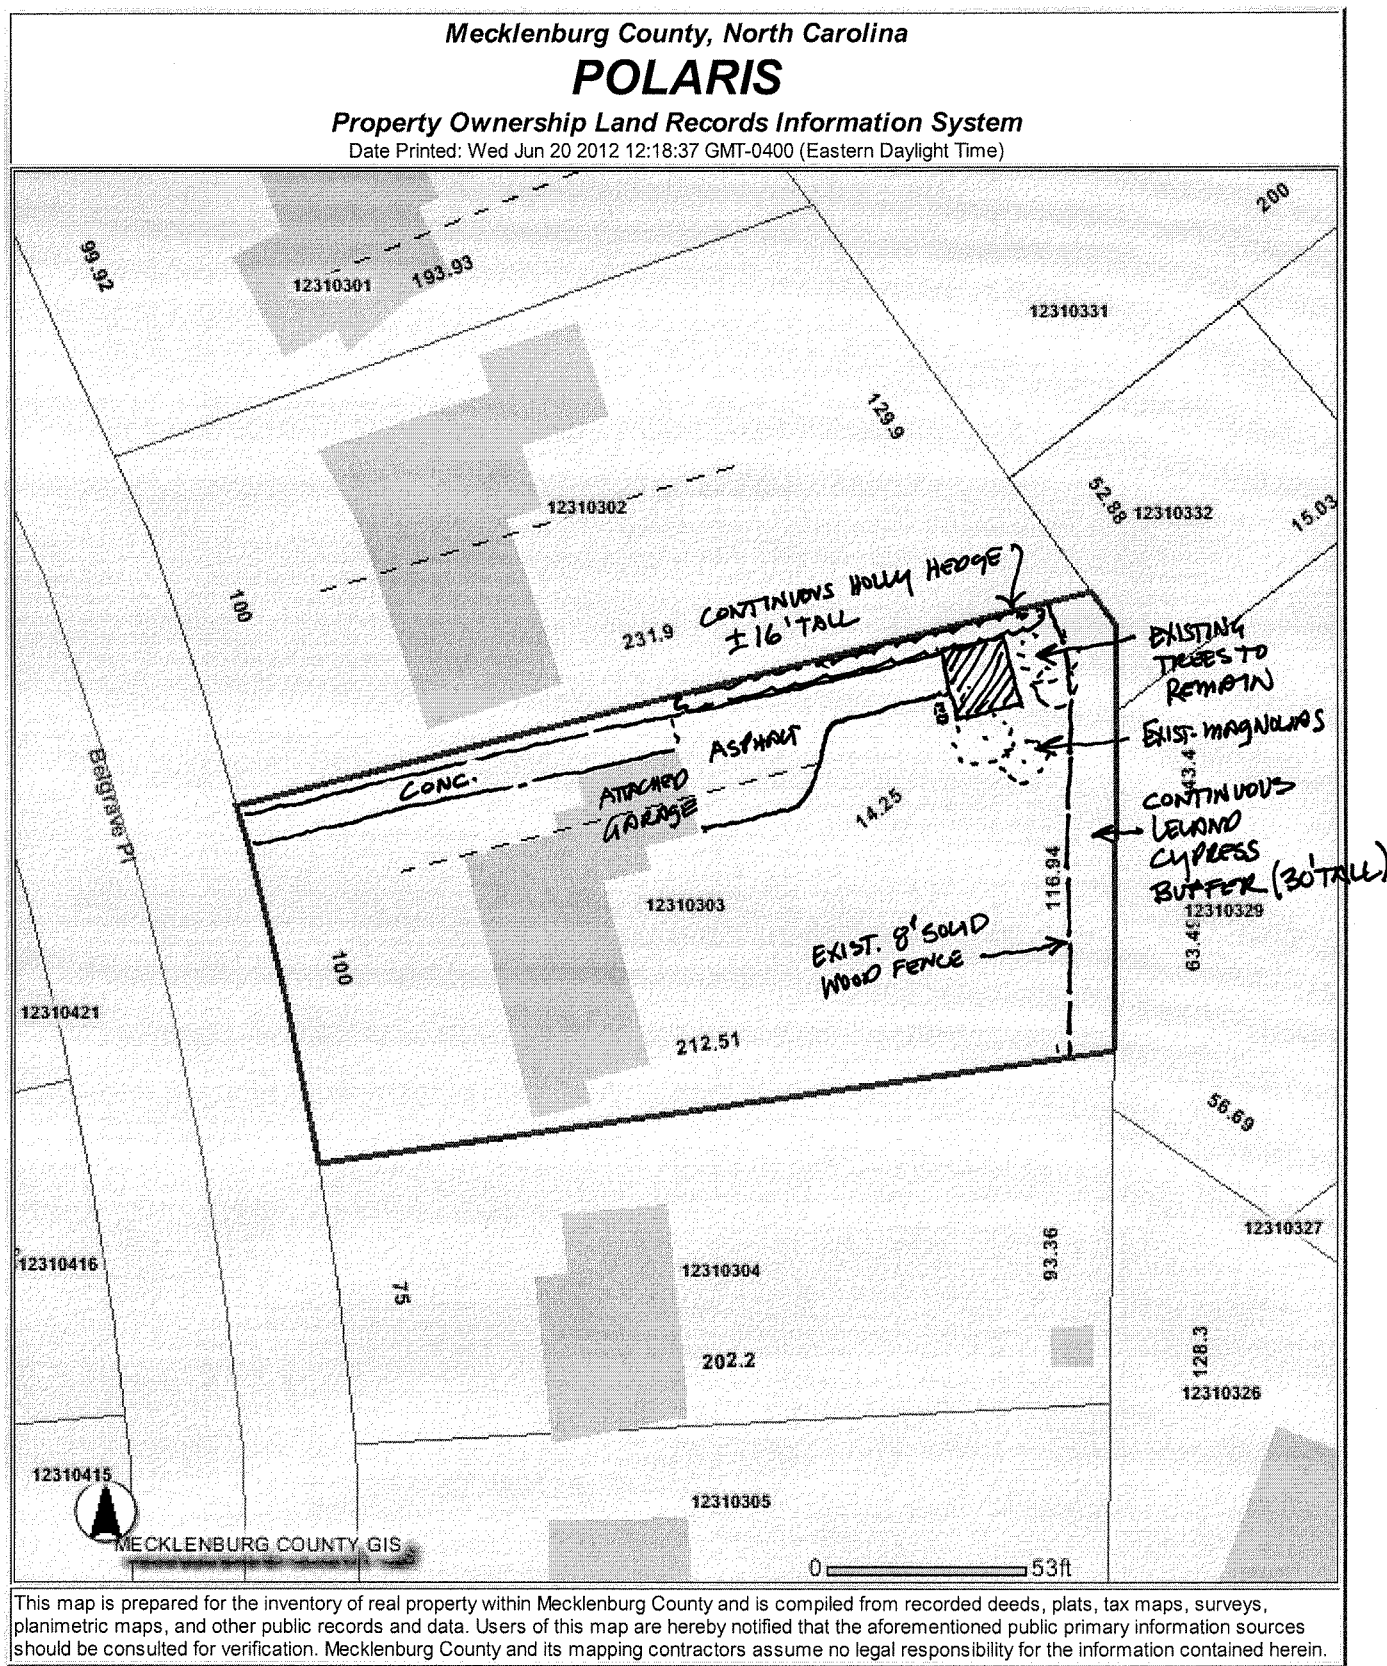 Mecklenburg County, North Carolina
POLARIS
Property Ownership Land Records Information System
Date Printed: Wed Jun 20 2012 12:18:37 GMT-0400 (Eastern Daylight Time)
200
99.92
12310301
193.93
12310331
129.9
12310302
52.88
12310332
15.03
100
CONTINUOUS HOLLY HEDGE
± 16' TALL
231.9
EXISTING
TREES TO
REMAIN
EXIST. MAGNOLIAS
ASPHALT
CONC.
ATTACHED
GARAGE
Belgrave Pl
14.25
43.4
CONTINUOUS
LELAND
CYPRESS
BUFFER (30' TALL)
116.94
12310303
12310329
63.49
EXIST. 8' SOLID
WOOD FENCE
100
12310421
212.51
56.69
12310327
12310416
75
12310304
93.36
202.2
128.3
12310326
12310415
12310305
MECKLENBURG COUNTY GIS
0 53ft
This map is prepared for the inventory of real property within Mecklenburg County and is compiled from recorded deeds, plats, tax maps, surveys,
planimetric maps, and other public records and data. Users of this map are hereby notified that the aforementioned public primary information sources
should be consulted for verification. Mecklenburg County and its mapping contractors assume no legal responsibility for the information contained herein.